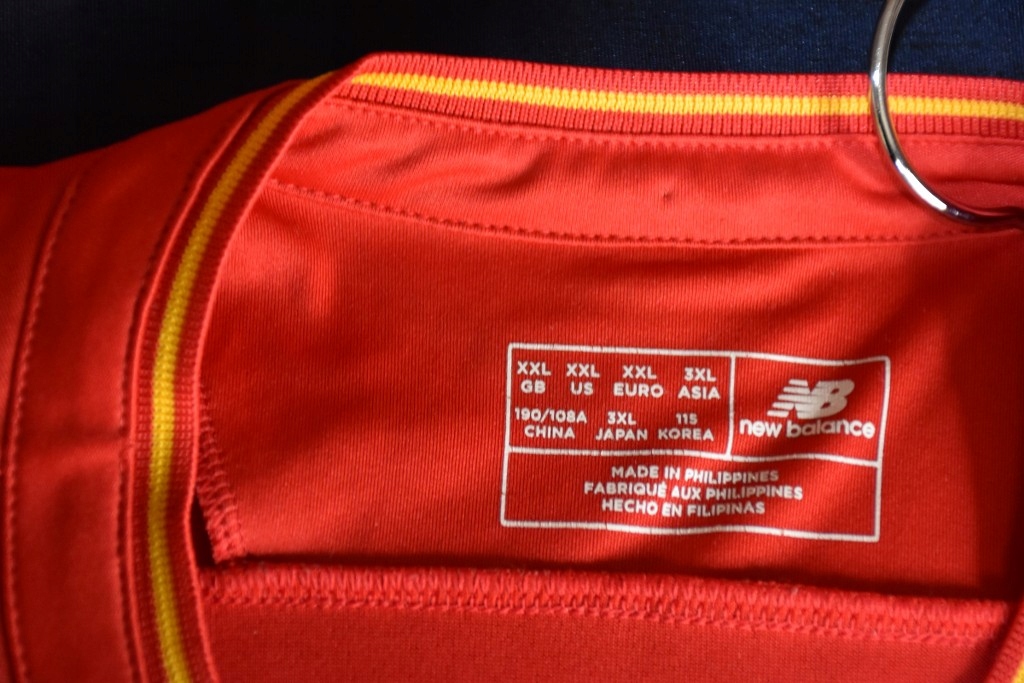 XXL XXL XXL 3XL
GB US EURO ASIA
190/108A 3XL 115
CHINA JAPAN KOREA
NB
new balance
MADE IN PHILIPPINES
FABRIQUÉ AUX PHILIPPINES
HECHO EN FILIPINAS